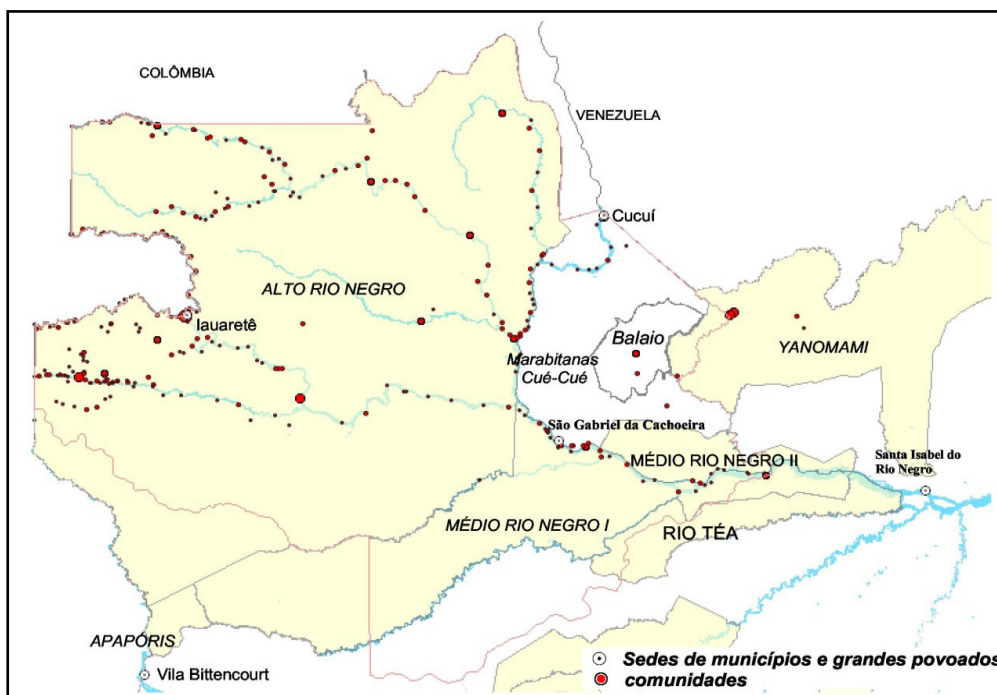 COLÔMBIA
VENEZUELA
Cucuí
ALTO RIO NEGRO
Iauaretê
Balaio
YANOMAMI
Marabitanas
Cué-Cué
São Gabriel da Cachoeira
MÉDIO RIO NEGRO II
Santa Isabel do
Rio Negro
MÉDIO RIO NEGRO I
RIO TÉA
APAPÓRIS
Vila Bittencourt
Sedes de municípios e grandes povoados
comunidades